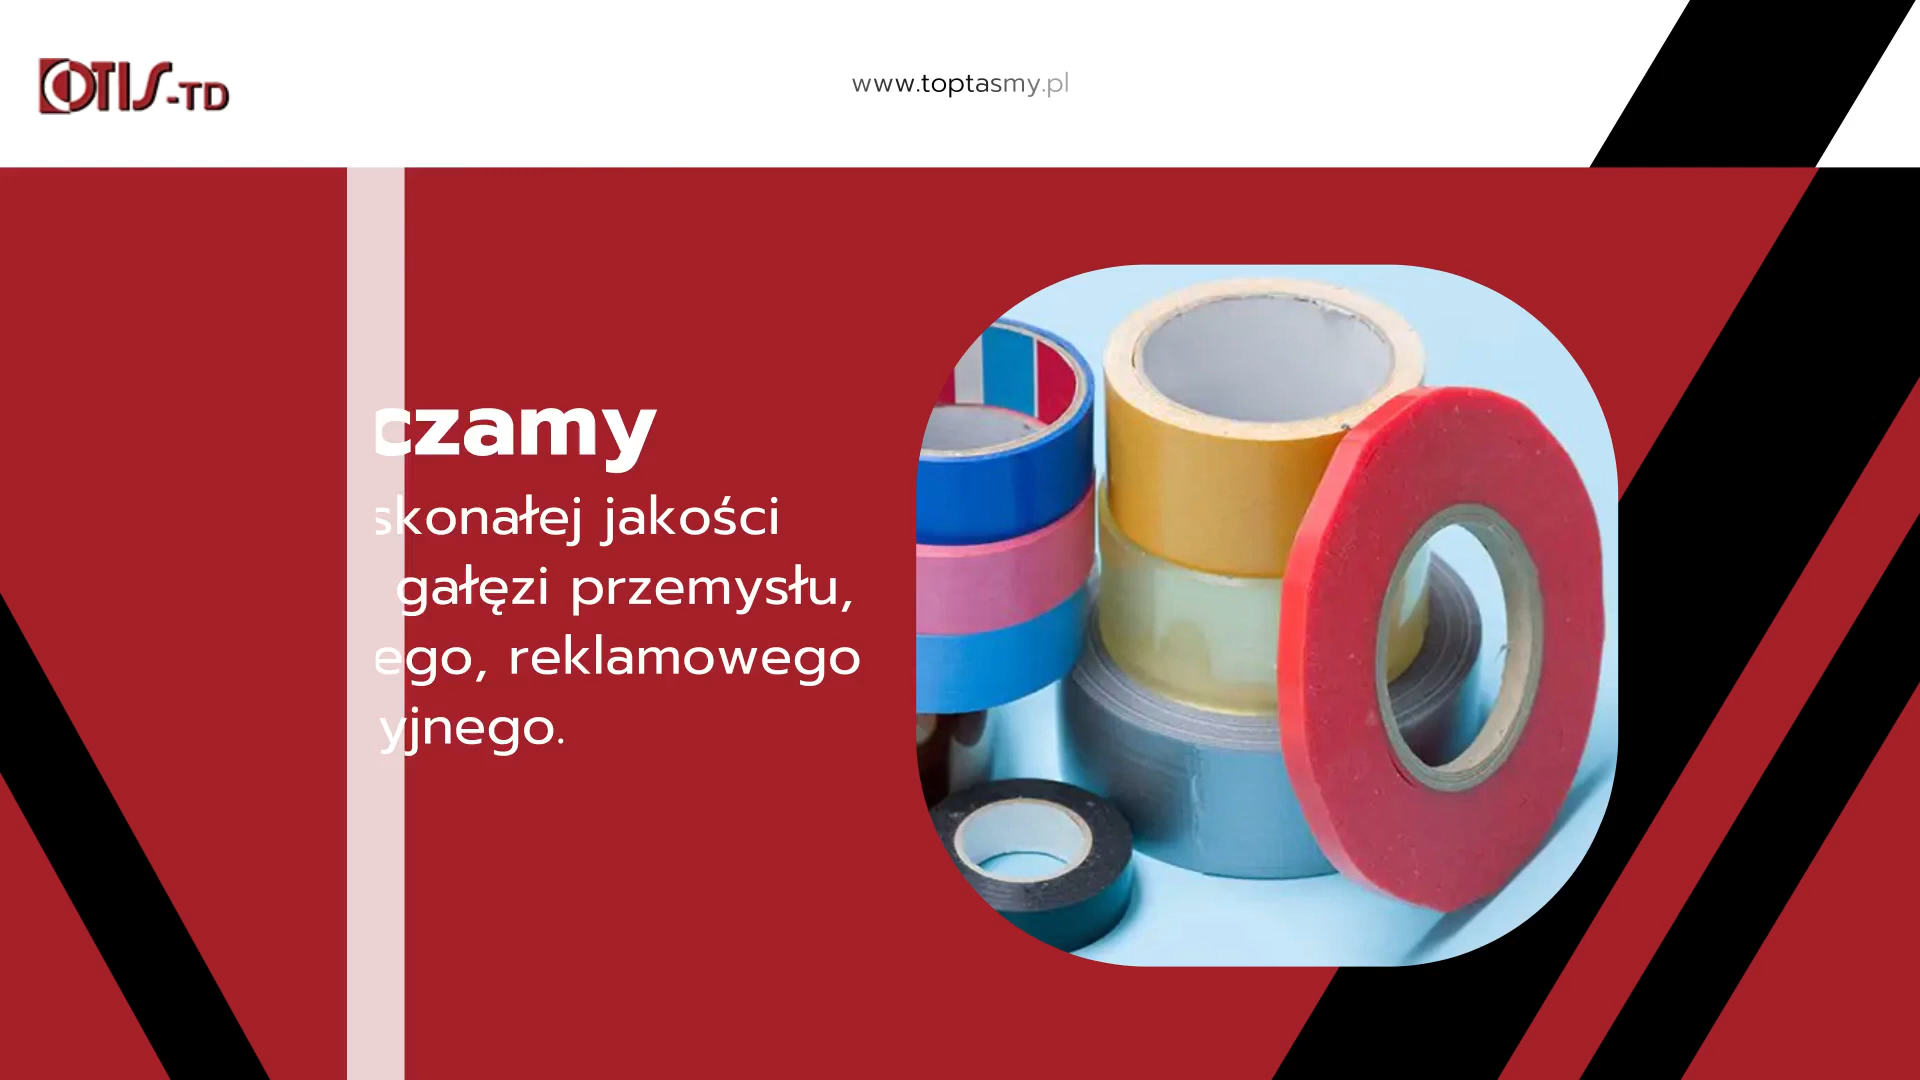 OTIS-TD
www.toptasmy.pl
czamy
skonałej jakości
gałęzi przemysłu,
ego, reklamowego
yjnego.